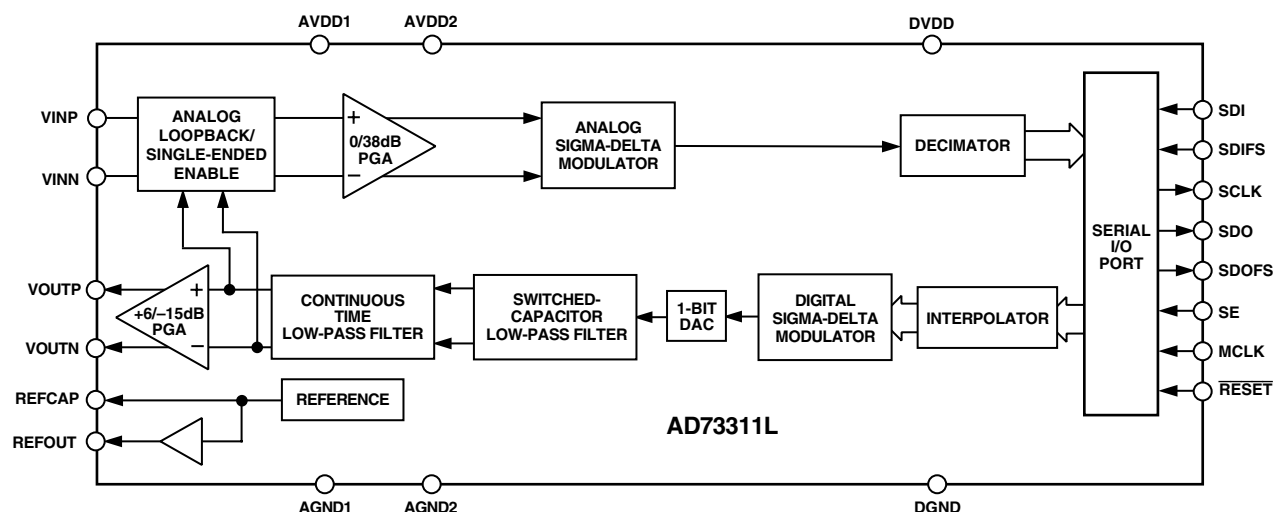 AVDD1
AVDD2
DVDD
VINP
VINN
ANALOG
LOOPBACK/
SINGLE-ENDED
ENABLE
+
0/38dB
PGA
−
ANALOG
SIGMA-DELTA
MODULATOR
DECIMATOR
SERIAL
I/O
PORT
SDI
SDIFS
SCLK
SDO
SDOFS
SE
MCLK
RESET
VOUTP
VOUTN
+
+6/–15dB
PGA
−
CONTINUOUS
TIME
LOW-PASS FILTER
SWITCHED-
CAPACITOR
LOW-PASS FILTER
1-BIT
DAC
DIGITAL
SIGMA-DELTA
MODULATOR
INTERPOLATOR
REFCAP
REFOUT
REFERENCE
AD73311L
AGND1
AGND2
DGND